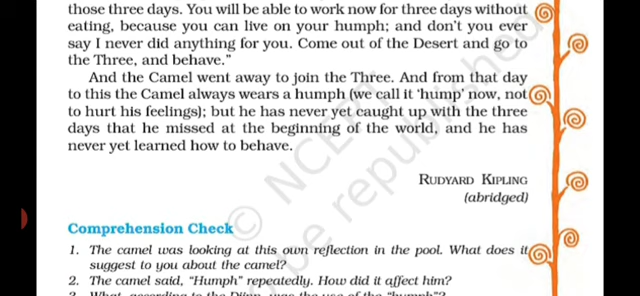 those three days. You will be able to work now for three days without
eating, because you can live on your humph; and don't you ever
say I never did anything for you. Come out of the Desert and go to
the Three, and behave.”
And the Camel went away to join the Three. And from that day
to this the Camel always wears a humph (we call it ‘hump’ now, not
to hurt his feelings); but he has never yet caught up with the three
days that he missed at the beginning of the world, and he has
never yet learned how to behave.
RUDYARD KIPLING
(abridged)
Comprehension Check
1. The camel was looking at this own reflection in the pool. What does it
suggest to you about the camel?
2. The camel said, “Humph” repeatedly. How did it affect him?
3. What, according to the Djinn, was the use of the “humph”?
© NCERT
be republished